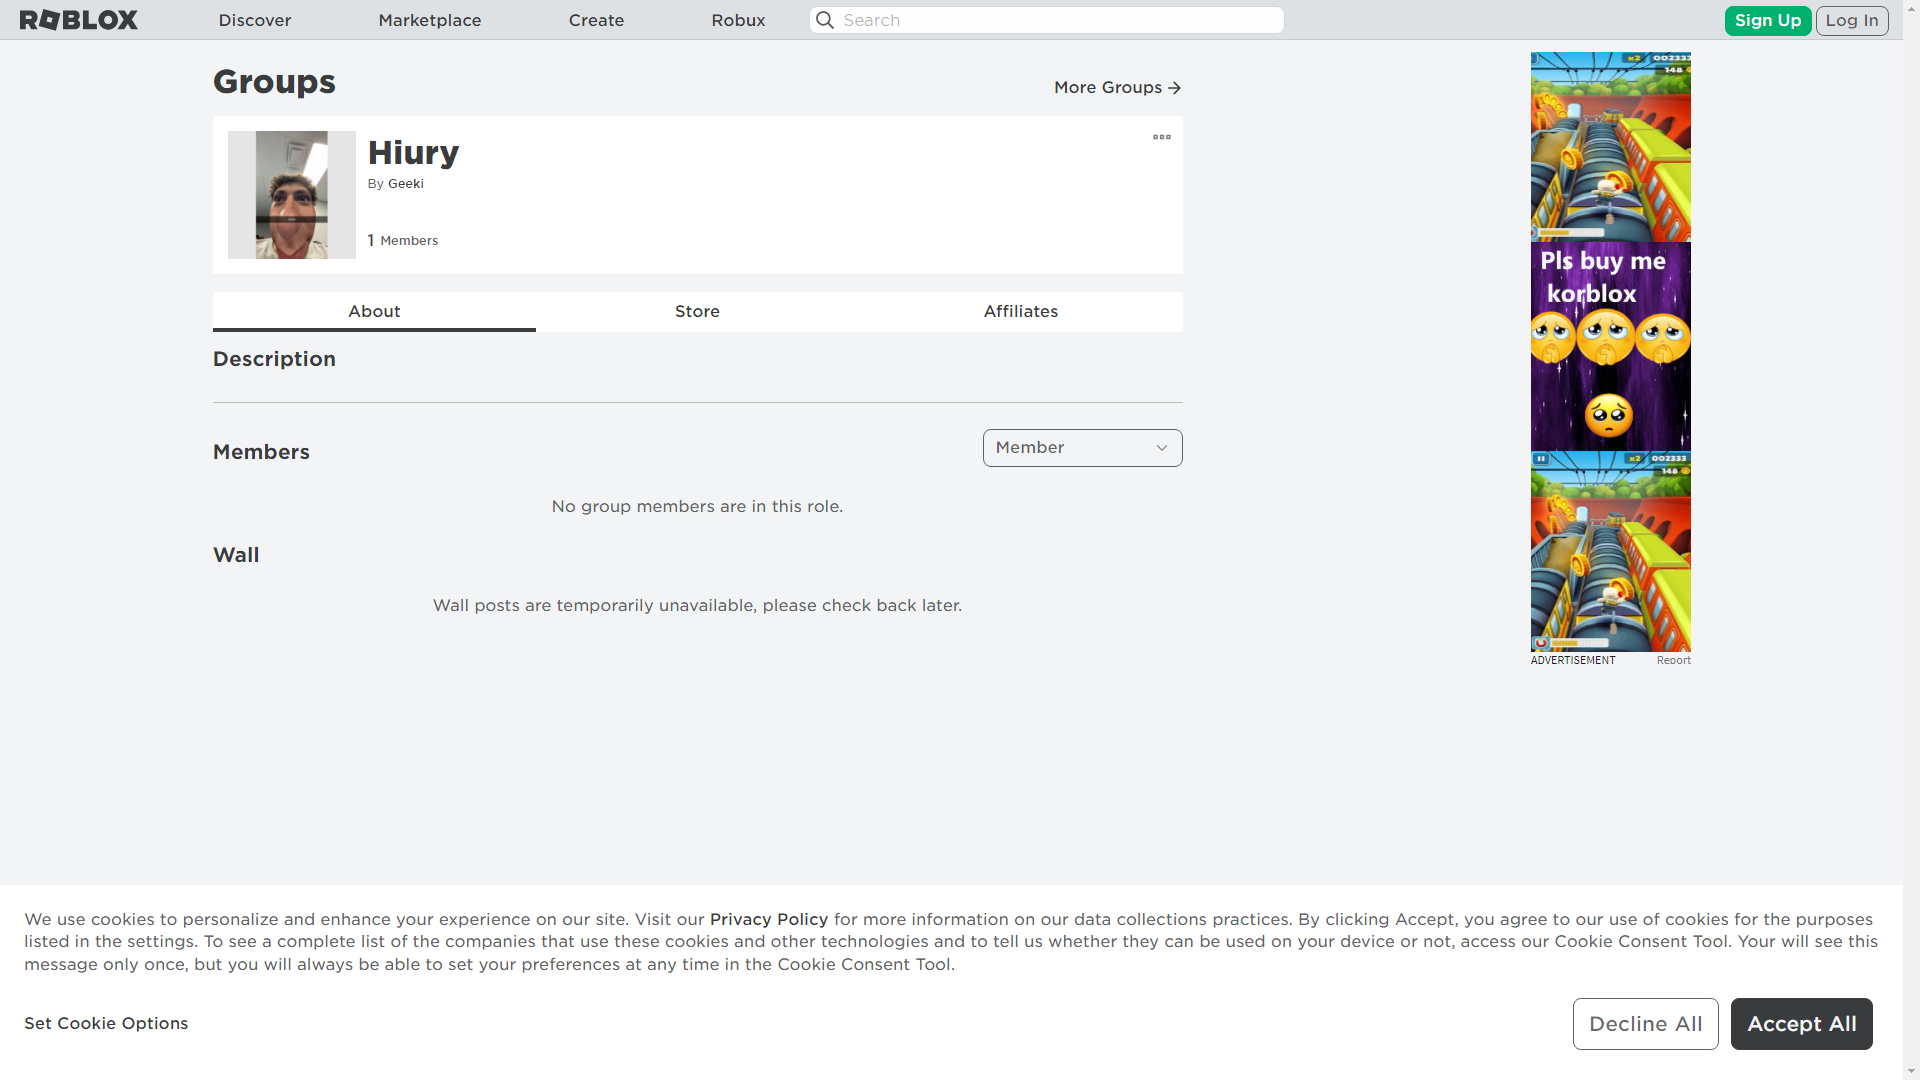 ROBLOX
Discover
Marketplace
Create
Robux
Search
Sign Up
Log In
Groups
More Groups
Hiury
By Geeki
1 Members
About
Store
Affiliates
Description
Members
Member
No group members are in this role.
Wall
Wall posts are temporarily unavailable, please check back later.
x2 002333
148
Pls buy me
korblox
x2 002333
148
ADVERTISEMENT
Report
We use cookies to personalize and enhance your experience on our site. Visit our Privacy Policy for more information on our data collections practices. By clicking Accept, you agree to our use of cookies for the purposes
listed in the settings. To see a complete list of the companies that use these cookies and other technologies and to tell us whether they can be used on your device or not, access our Cookie Consent Tool. Your will see this
message only once, but you will always be able to set your preferences at any time in the Cookie Consent Tool.
Set Cookie Options
Decline All
Accept All